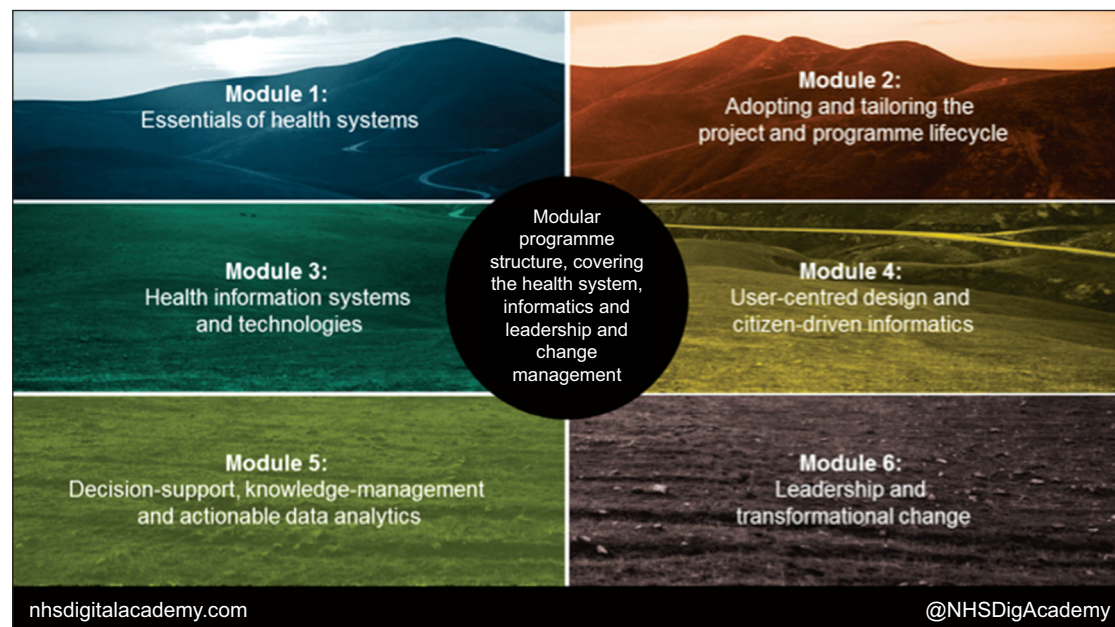 Module 1:
Essentials of health systems
Module 2:
Adopting and tailoring the
project and programme lifecycle
Modular
programme
structure, covering
the health system,
informatics and
leadership and
change
management
Module 3:
Health information systems
and technologies
Module 4:
User-centred design and
citizen-driven informatics
Module 5:
Decision-support, knowledge-management
and actionable data analytics
Module 6:
Leadership and
transformational change
nhsdigitalacademy.com
@NHSDigAcademy